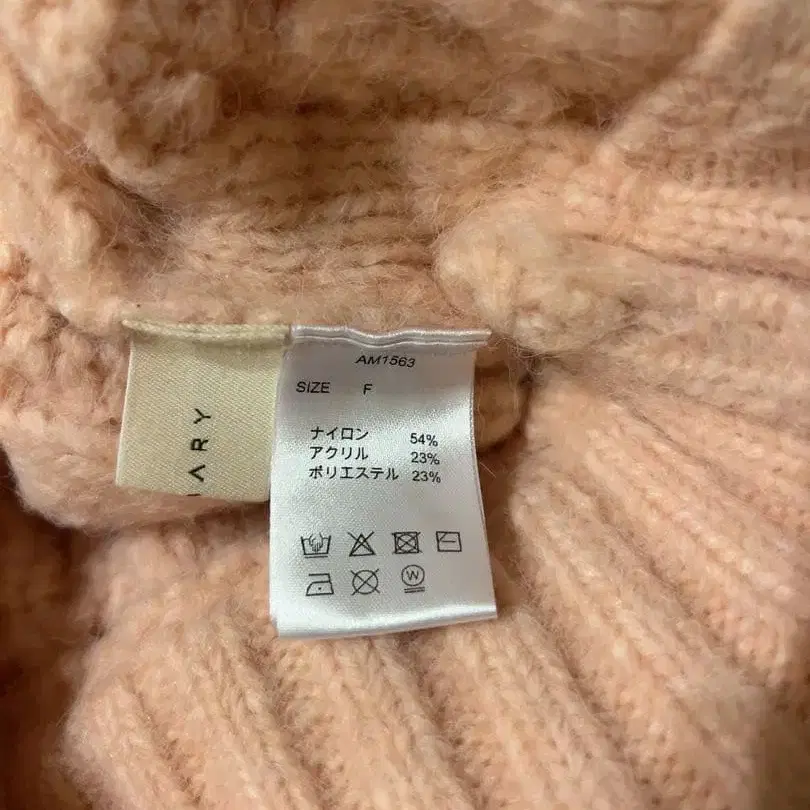 AM1563
SIZE F
ナイロン 54%
アクリル 23%
ポリエステル 23%
W
ARY